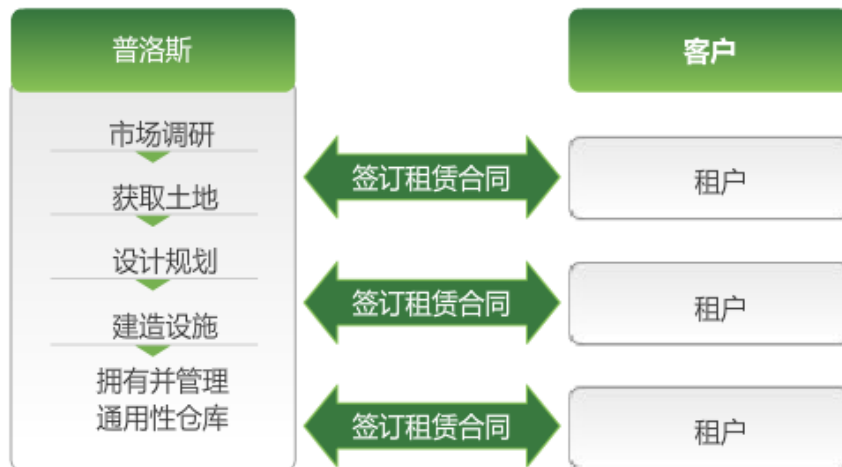 普洛斯
客户
市场调研
获取土地
设计规划
建造设施
拥有并管理
通用性仓库
签订租赁合同
租户
签订租赁合同
租户
签订租赁合同
租户